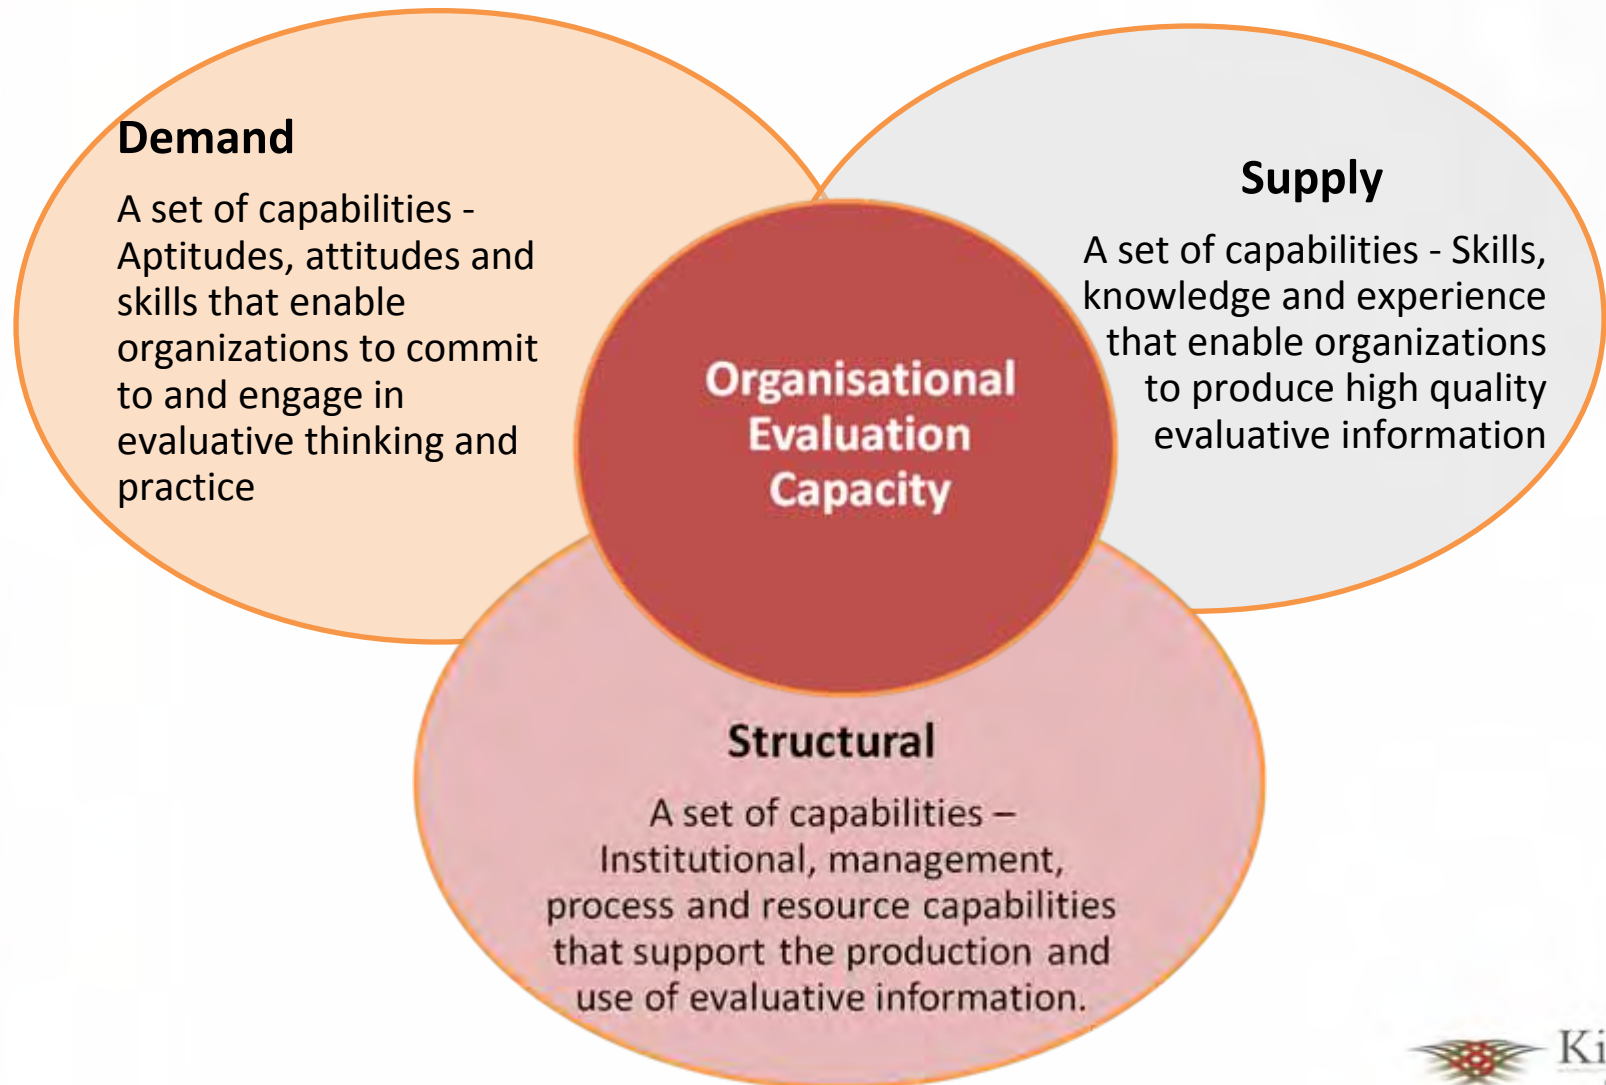 Demand
A set of capabilities -
Aptitudes, attitudes and
skills that enable
organizations to commit
to and engage in
evaluative thinking and
practice
Supply
A set of capabilities - Skills,
knowledge and experience
that enable organizations
to produce high quality
evaluative information
Organisational
Evaluation
Capacity
Structural
A set of capabilities –
Institutional, management,
process and resource capabilities
that support the production and
use of evaluative information.
Ki